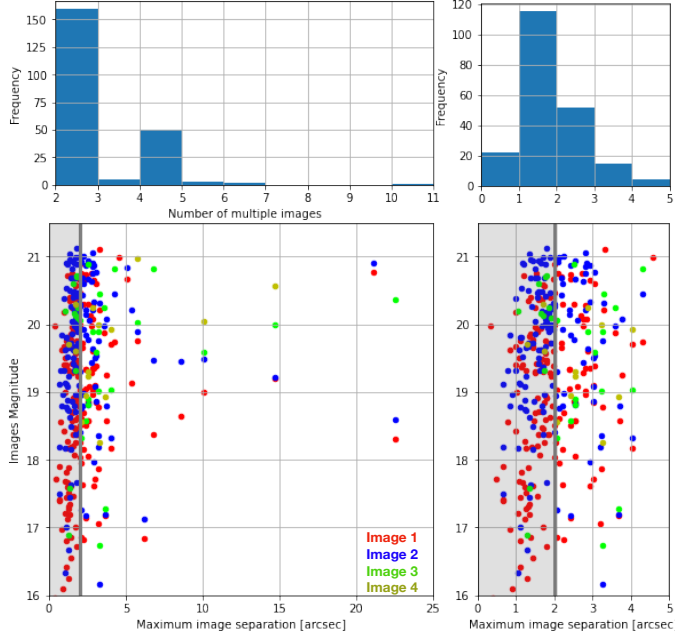 Frequency
150
125
100
75
50
25
0
2 3 4 5 6 7 8 9 10 11
Number of multiple images
Frequency
120
100
80
60
40
20
0
0 1 2 3 4 5
Images Magnitude
21
20
19
18
17
16
0 5 10 15 20 25
Maximum image separation [arcsec]
Image 1
Image 2
Image 3
Image 4
21
20
19
18
17
16
0 1 2 3 4 5
Maximum image separation [arcsec]